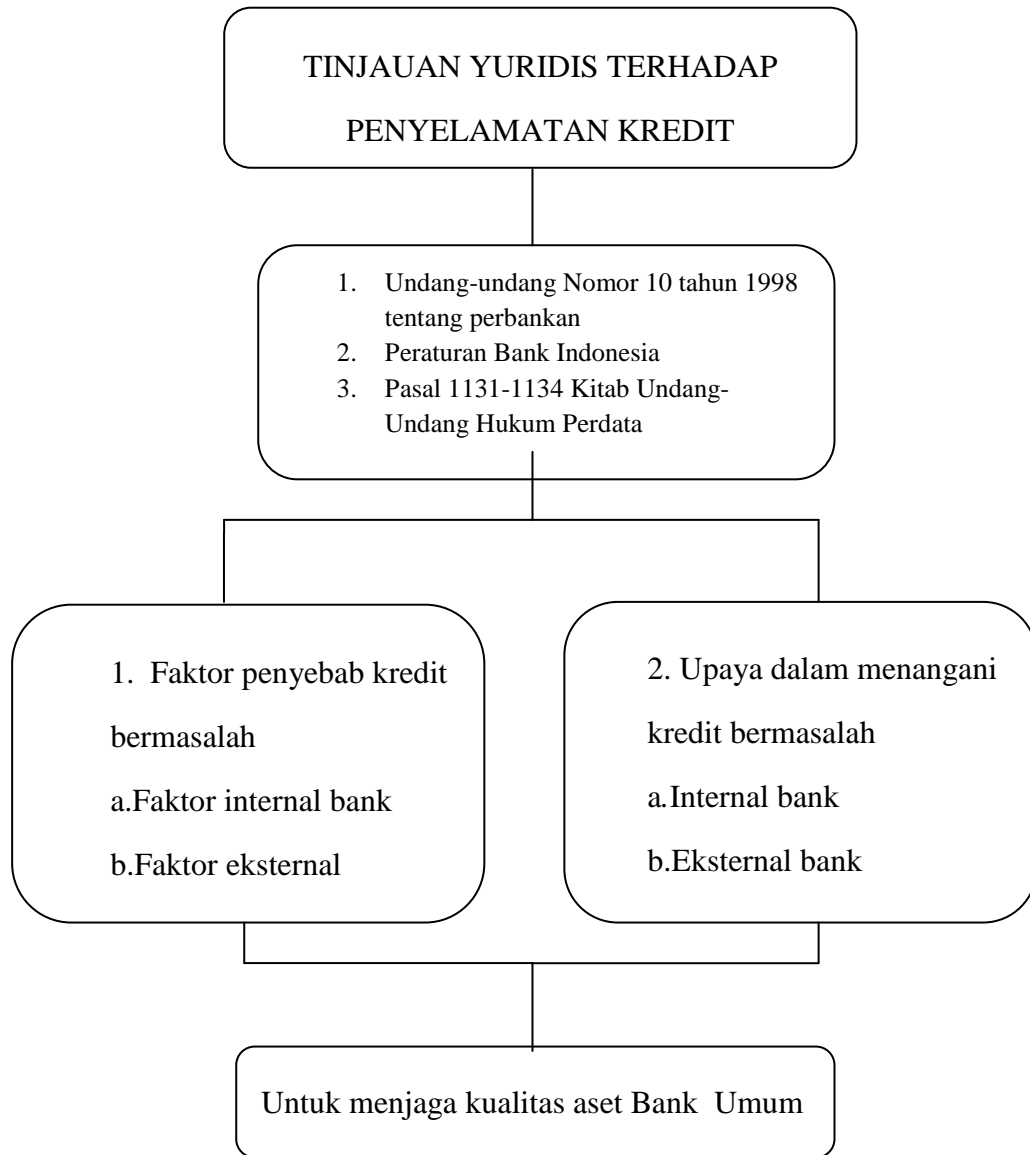 TINJAUAN YURIDIS TERHADAP
PENYELAMATAN KREDIT
1. Undang-undang Nomor 10 tahun 1998
tentang perbankan
2. Peraturan Bank Indonesia
3. Pasal 1131-1134 Kitab Undang-
Undang Hukum Perdata
1. Faktor penyebab kredit
bermasalah
a.Faktor internal bank
b.Faktor eksternal
2. Upaya dalam menangani
kredit bermasalah
a.Internal bank
b.Eksternal bank
Untuk menjaga kualitas aset Bank Umum